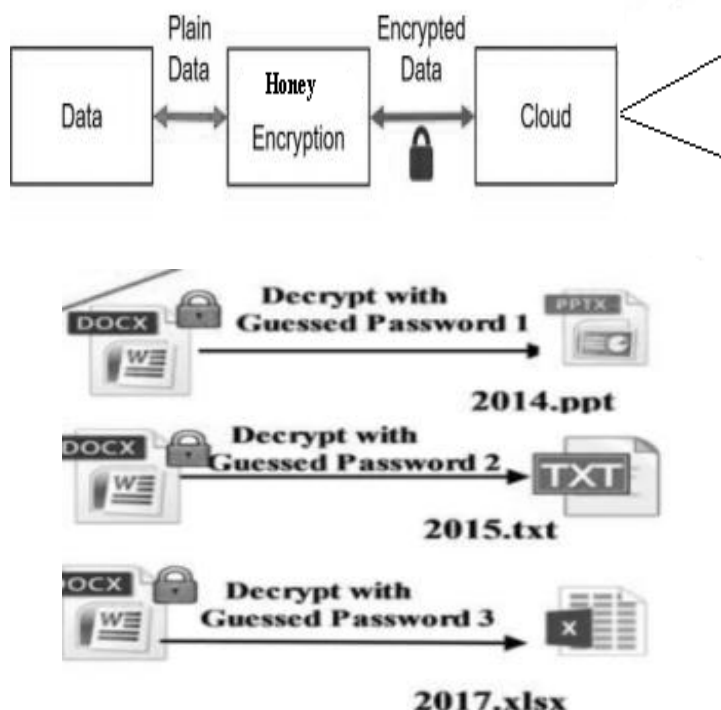 Plain
Data
Encrypted
Data
Data
Honey
Encryption
Cloud
Decrypt with
Guessed Password 1
DOCX
W
PPTX
2014.ppt
Decrypt with
Guessed Password 2
DOCX
W
TXT
2015.txt
Decrypt with
Guessed Password 3
DOCX
W
X
2017.xlsx